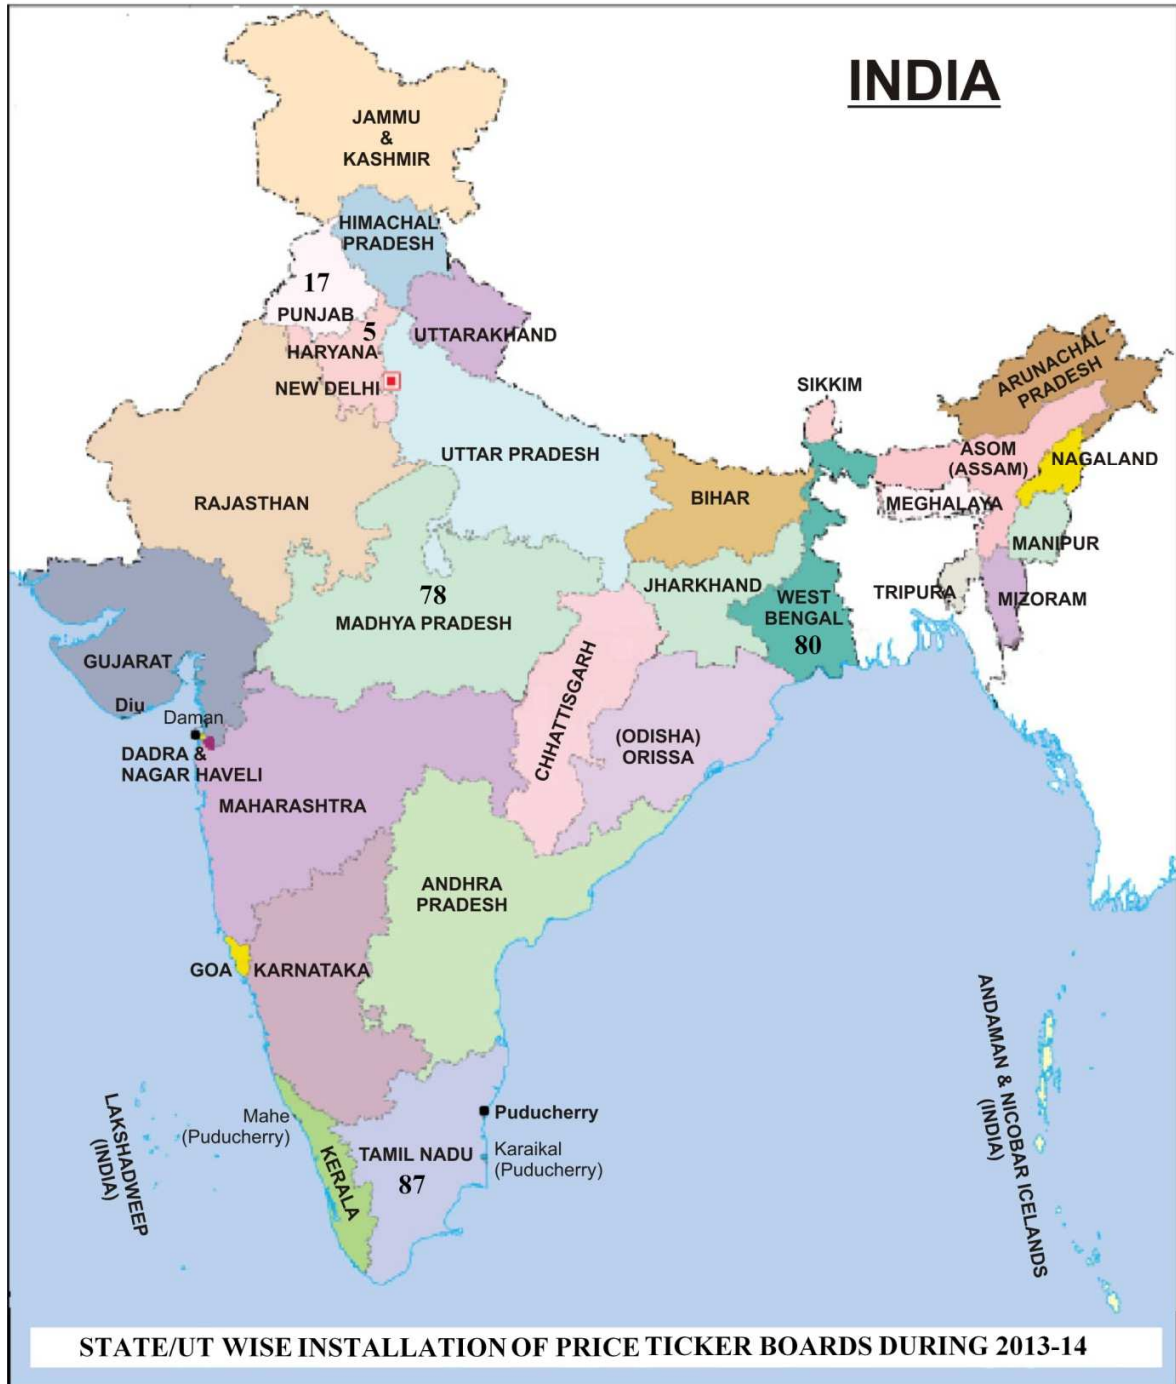 INDIA
JAMMU
&
KASHMIR
HIMACHAL
PRADESH
17
PUNJAB
5
HARYANA
UTTARAKHAND
NEW DELHI
SIKKIM
ARUNACHAL
PRADESH
UTTAR PRADESH
ASOM
(ASSAM)
NAGALAND
RAJASTHAN
BIHAR
MEGHALAYA
MANIPUR
78
MADHYA PRADESH
JHARKHAND
WEST
BENGAL
80
TRIPURA
MIZORAM
GUJARAT
Diu
Daman
DADRA &
NAGAR HAVELI
CHHATTISGARH
(ODISHA)
ORISSA
MAHARASHTRA
ANDHRA
PRADESH
GOA
KARNATAKA
ANDAMAN & NICOBAR ICELANDS
(INDIA)
LAKSHADWEEP
(INDIA)
Mahe
(Puducherry)
Puducherry
KERALA
TAMIL NADU
87
Karaikal
(Puducherry)
STATE/UT WISE INSTALLATION OF PRICE TICKER BOARDS DURING 2013-14